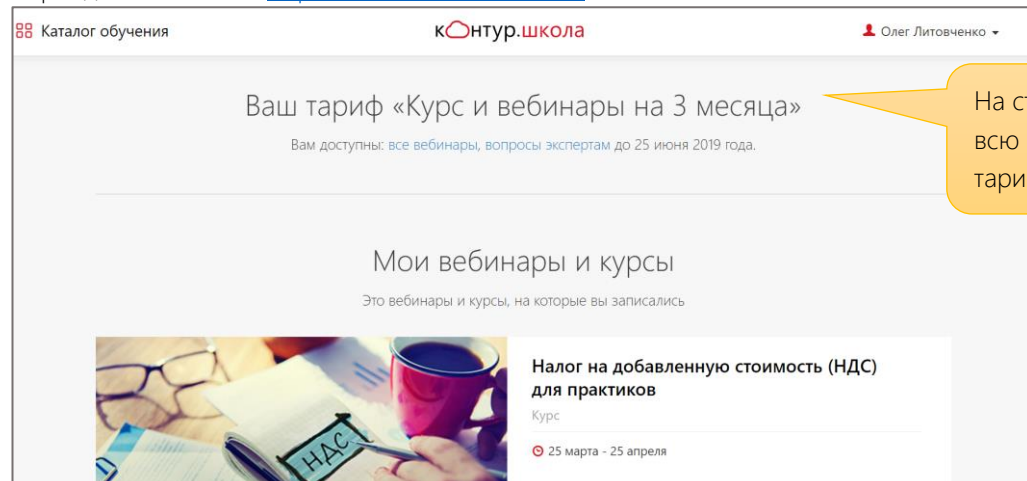 Каталог обучения
контур.школа
Олег Литовченко
Ваш тариф «Курс и вебинары на 3 месяца»
Вам доступны: все вебинары, вопросы экспертам до 25 июня 2019 года.
На ст
всю
тари
Мои вебинары и курсы
Это вебинары и курсы, на которые вы записались
Налог на добавленную стоимость (НДС)
для практиков
Курс
25 марта - 25 апреля
НДС